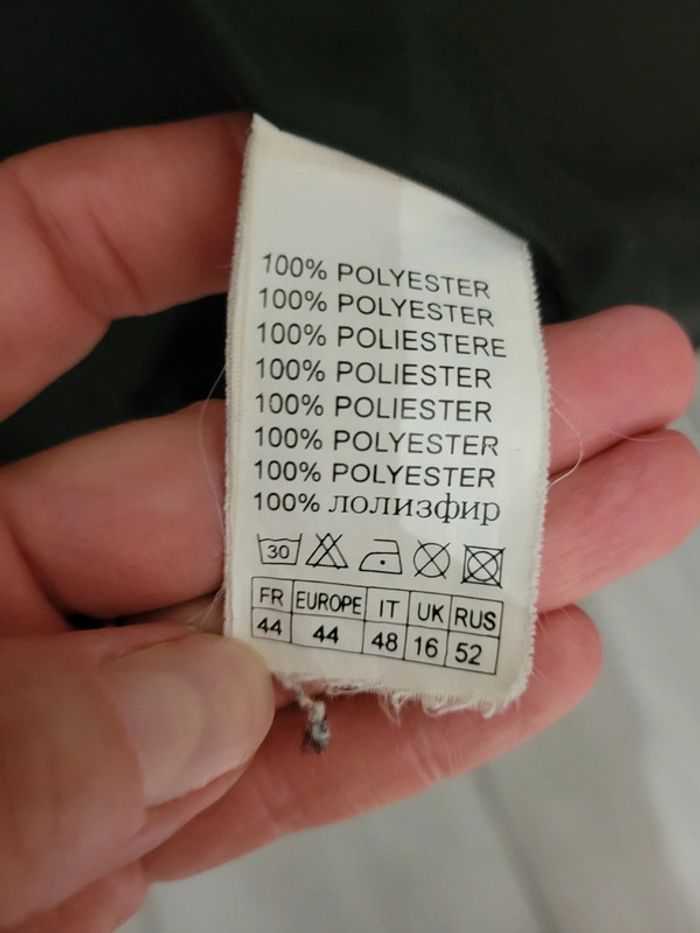 100% POLYESTER
100% POLYESTER
100% POLIESTERE
100% POLIESTER
100% POLIESTER
100% POLYESTER
100% POLYESTER
100% лолизфир
30
FR EUROPE IT UK RUS
44 44 48 16 52